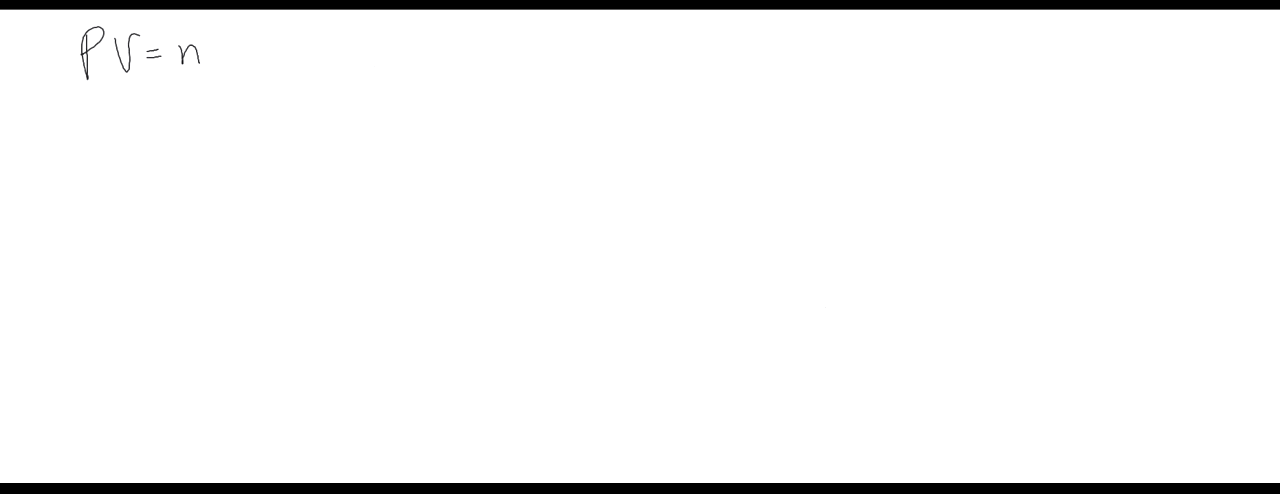 PV = n